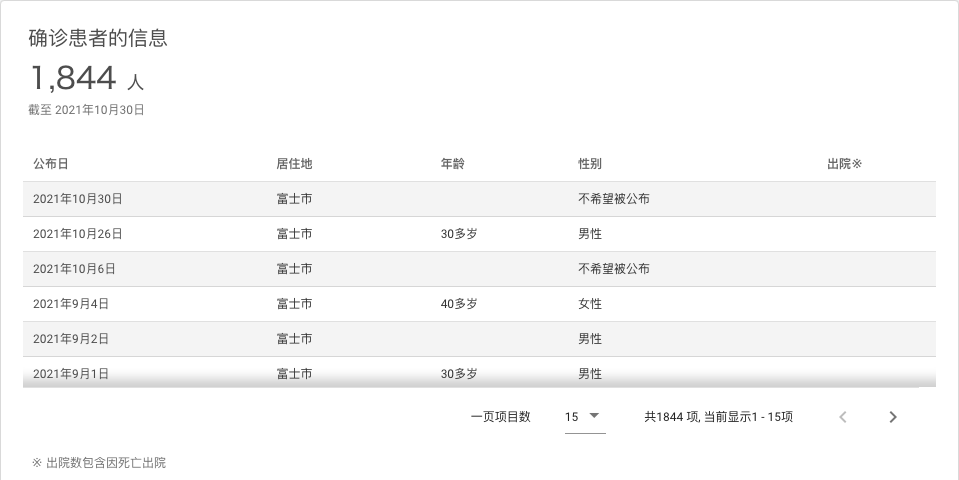 确诊患者的信息
1,844 人
截至 2021年10月30日
公布日 居住地 年龄 性别 出院※
2021年10月30日 富士市 不希望被公布
2021年10月26日 富士市 30多岁 男性
2021年10月6日 富士市 不希望被公布
2021年9月4日 富士市 40多岁 女性
2021年9月2日 富士市 男性
2021年9月1日 富士市 30多岁 男性
一页项目数 15 共1844 项, 当前显示1 - 15项
※ 出院数包含因死亡出院